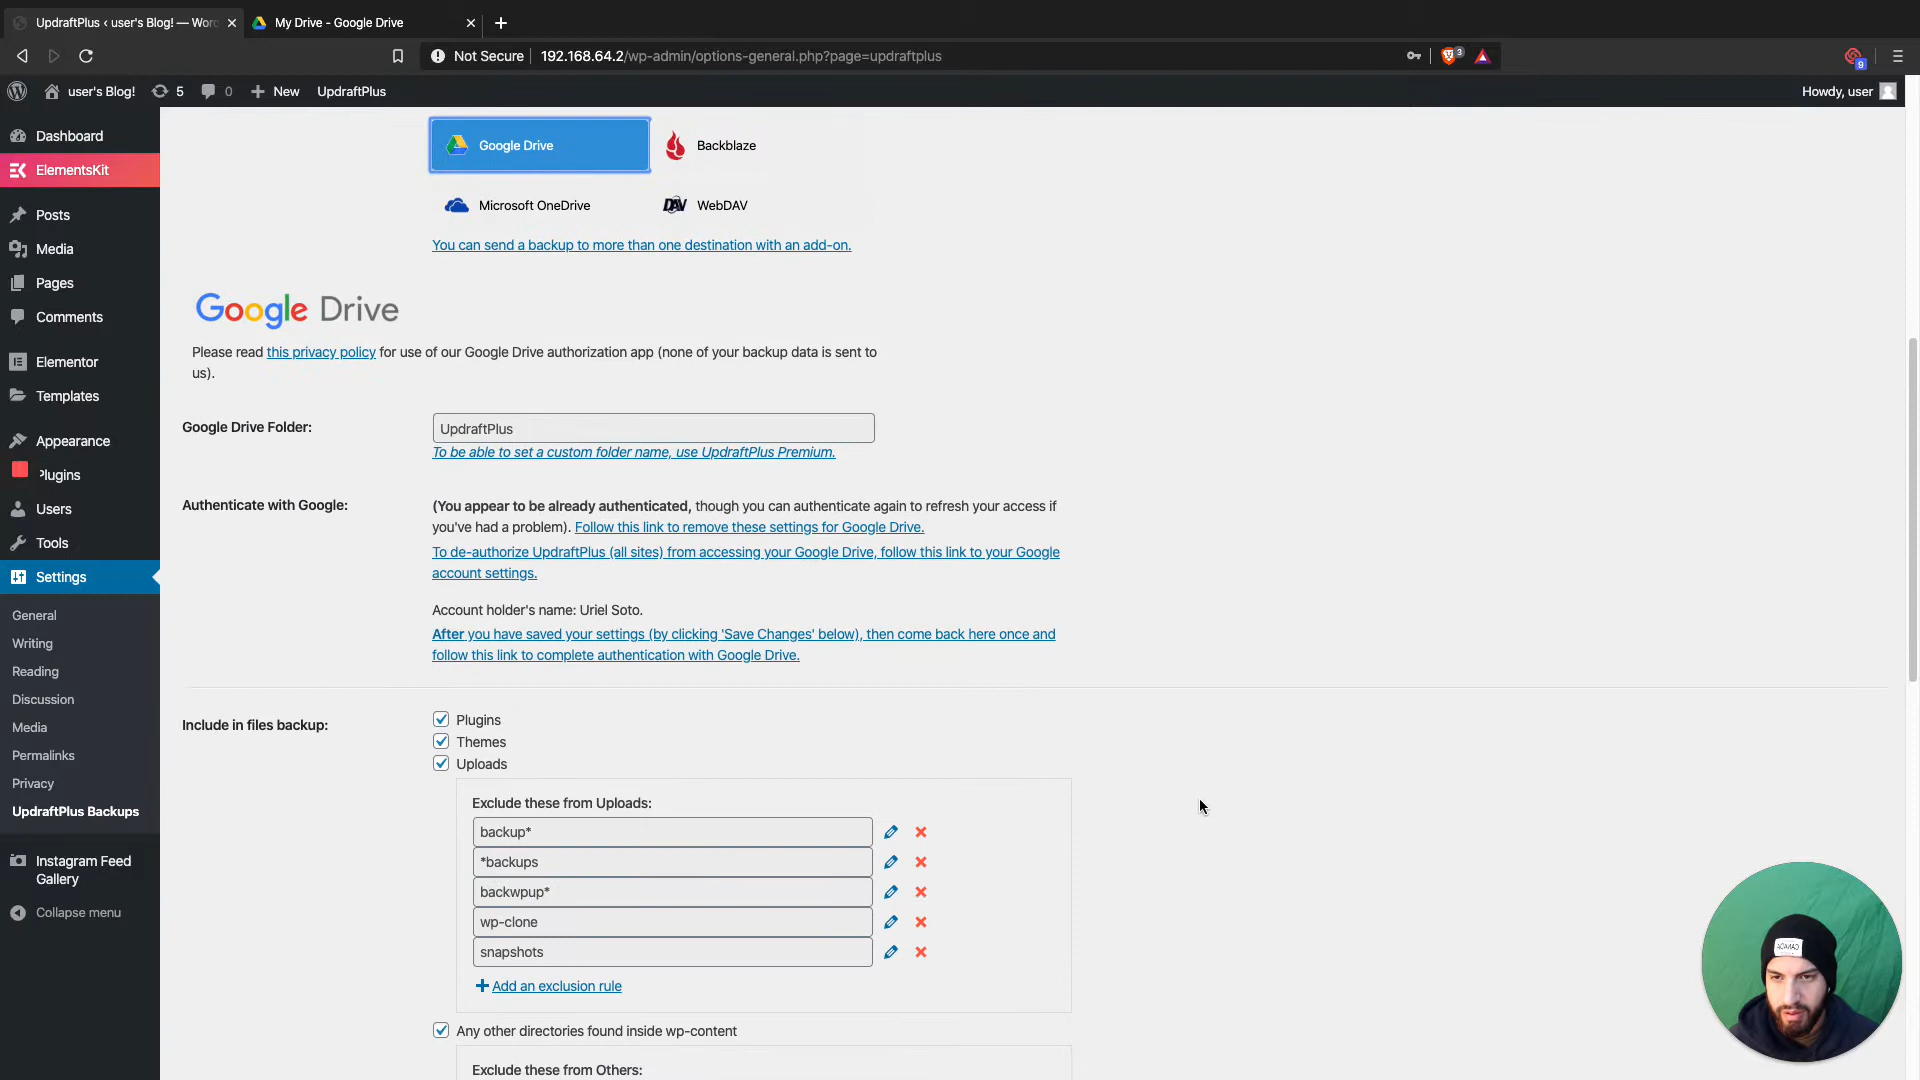 UpdraftPlus ‹ user's Blog! — Wor
My Drive - Google Drive
Not Secure
192.168.64.2/wp-admin/options-general.php?page=updraftplus
3
9
user's Blog!
5
0
New
UpdraftPlus
Howdy, user
Dashboard
ElementsKit
Posts
Media
Pages
Comments
Elementor
Templates
Appearance
Plugins
Users
Tools
Settings
General
Writing
Reading
Discussion
Media
Permalinks
Privacy
UpdraftPlus Backups
Instagram Feed
Gallery
Collapse menu
Google Drive
Backblaze
Microsoft OneDrive
DAV
WebDAV
You can send a backup to more than one destination with an add-on.
Google Drive
Please read this privacy policy for use of our Google Drive authorization app (none of your backup data is sent to
us).
Google Drive Folder:
UpdraftPlus
To be able to set a custom folder name, use UpdraftPlus Premium.
Authenticate with Google:
(You appear to be already authenticated, though you can authenticate again to refresh your access if
you've had a problem). Follow this link to remove these settings for Google Drive.
To de-authorize UpdraftPlus (all sites) from accessing your Google Drive, follow this link to your Google
account settings.
Account holder's name: Uriel Soto.
After you have saved your settings (by clicking 'Save Changes' below), then come back here once and
follow this link to complete authentication with Google Drive.
Include in files backup:
Plugins
Themes
Uploads
Exclude these from Uploads:
backup*
*backups
backwpup*
wp-clone
snapshots
Add an exclusion rule
Any other directories found inside wp-content
Exclude these from Others: